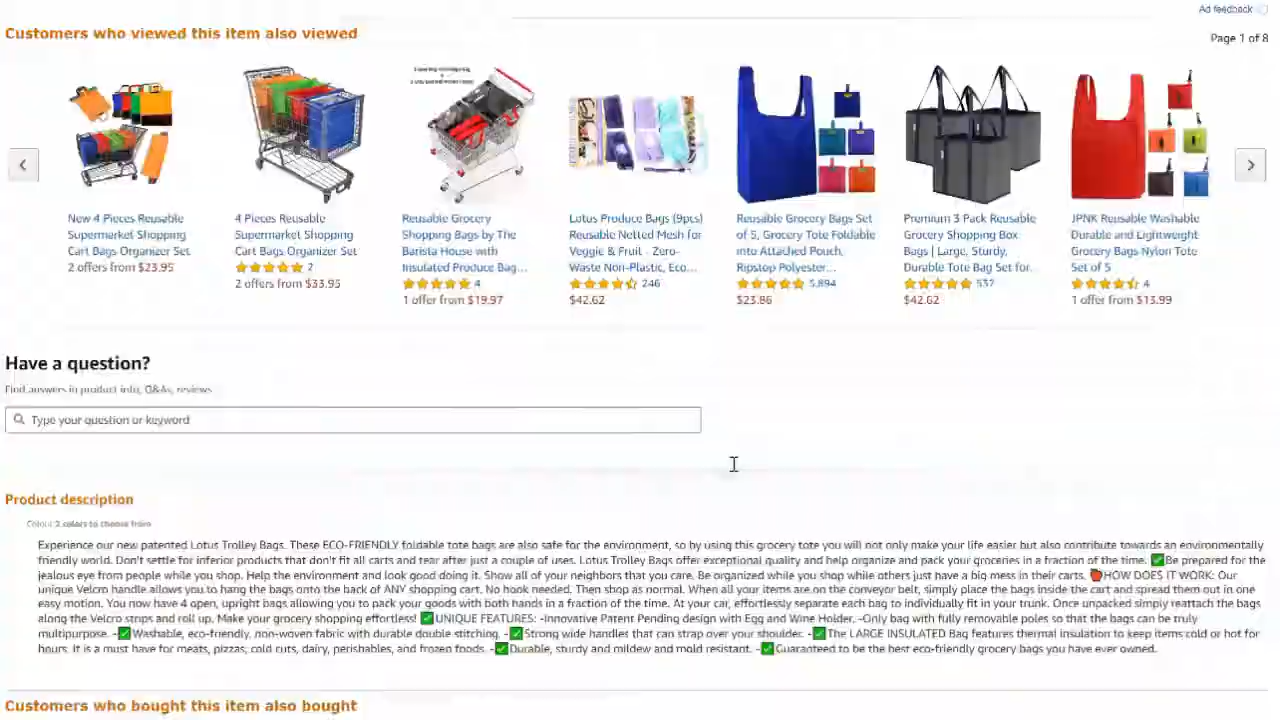 Ad feedback
Customers who viewed this item also viewed
Page 1 of 8
New 4 Pieces Reusable
Supermarket Shopping
Cart Bags Organizer Set
2 offers from $23.95
4 Pieces Reusable
Supermarket Shopping
Cart Bags Organizer Set
2
2 offers from $33.95
Reusable Grocery
Shopping Bags by The
Barista House with
Insulated Produce Bag...
4
1 offer from $19.97
Lotus Produce Bags (9pcs)
Reusable Netted Mesh for
Veggie & Fruit - Zero-
Waste Non-Plastic, Eco...
246
$42.62
Reusable Grocery Bags Set
of 5, Grocery Tote Foldable
into Attached Pouch,
Ripstop Polyester...
5,894
$23.86
Premium 3 Pack Reusable
Grocery Shopping Box
Bags | Large, Sturdy,
Durable Tote Bag Set for...
537
$42.62
JPNK Reusable Washable
Durable and Lightweight
Grocery Bags Nylon Tote
Set of 5
4
1 offer from $13.99
Have a question?
Find answers in product info, Q&As, reviews
Type your question or keyword
Product description
Colour: 2 colors to choose from
Experience our new patented Lotus Trolley Bags. These ECO-FRIENDLY foldable tote bags are also safe for the environment, so by using this grocery tote you will not only make your life easier but also contribute towards an environmentally
friendly world. Don't settle for inferior products that don't fit all carts and tear after just a couple of uses. Lotus Trolley Bags offer exceptional quality and help organize and pack your groceries in a fraction of the time. ✅Be prepared for the
jealous eye from people while you shop. Help the environment and look good doing it. Show all of your neighbors that you care. Be organized while you shop while others just have a big mess in their carts. 🍎HOW DOES IT WORK: Our
unique Velcro handle allows you to hang the bags onto the back of ANY shopping cart. No hook needed. Then shop as normal. When all your items are on the conveyor belt, simply place the bags inside the cart and spread them out in one
easy motion. You now have 4 open, upright bags allowing you to pack your goods with both hands in a fraction of the time. At your car, effortlessly separate each bag to individually fit in your trunk. Once unpacked simply reattach the bags
along the Velcro strips and roll up. Make your grocery shopping effortless! ✅UNIQUE FEATURES: -Innovative Patent Pending design with Egg and Wine Holder. -Only bag with fully removable poles so that the bags can be truly
multipurpose. -✅Washable, eco-friendly, non-woven fabric with durable double stitching. -✅Strong wide handles that can strap over your shoulder. -✅The LARGE INSULATED Bag features thermal insulation to keep items cold or hot for
hours. It is a must have for meats, pizzas, cold cuts, dairy, perishables, and frozen foods. -✅Durable, sturdy and mildew and mold resistant. -✅Guaranteed to be the best eco-friendly grocery bags you have ever owned.
Customers who bought this item also bought